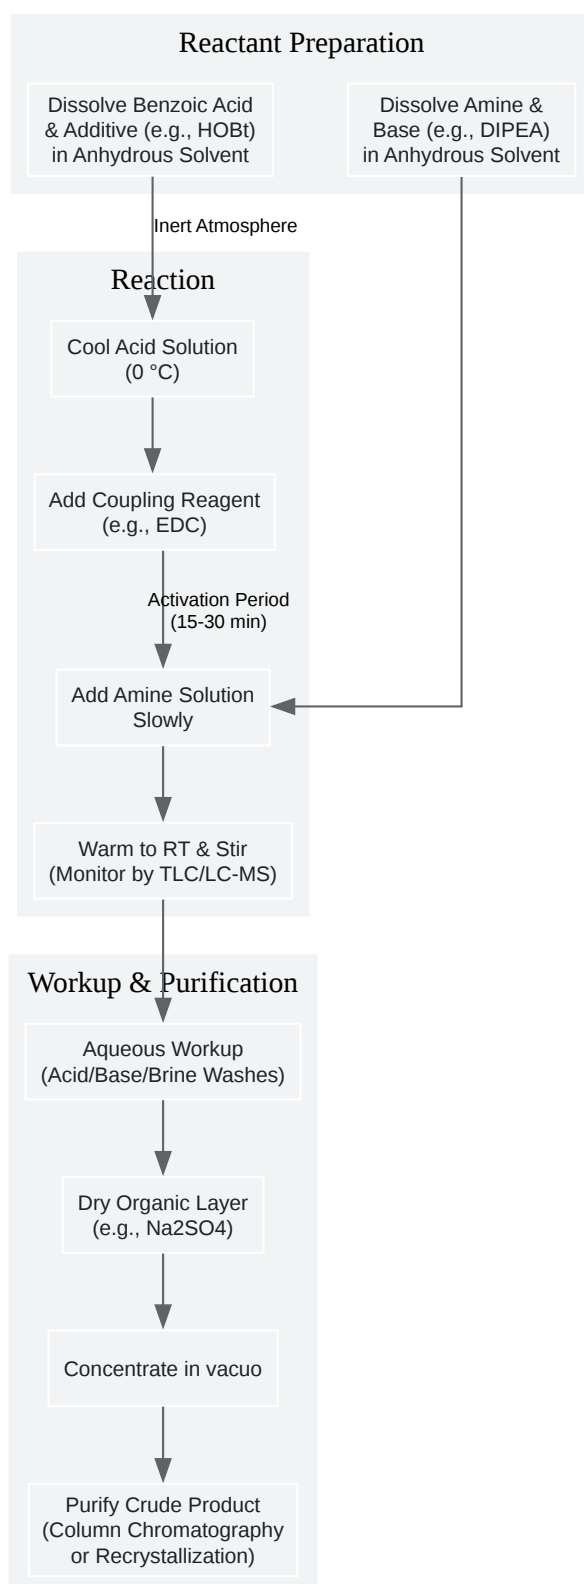 Reactant Preparation
Dissolve Benzoic Acid
& Additive (e.g., HOBt)
in Anhydrous Solvent
Dissolve Amine &
Base (e.g., DIPEA)
in Anhydrous Solvent
Inert Atmosphere
Reaction
Cool Acid Solution
(0 °C)
Add Coupling Reagent
(e.g., EDC)
Activation Period
(15-30 min)
Add Amine Solution
Slowly
Warm to RT & Stir
(Monitor by TLC/LC-MS)
Workup & Purification
Aqueous Workup
(Acid/Base/Brine Washes)
Dry Organic Layer
(e.g., Na2SO4)
Concentrate in vacuo
Purify Crude Product
(Column Chromatography
or Recrystallization)